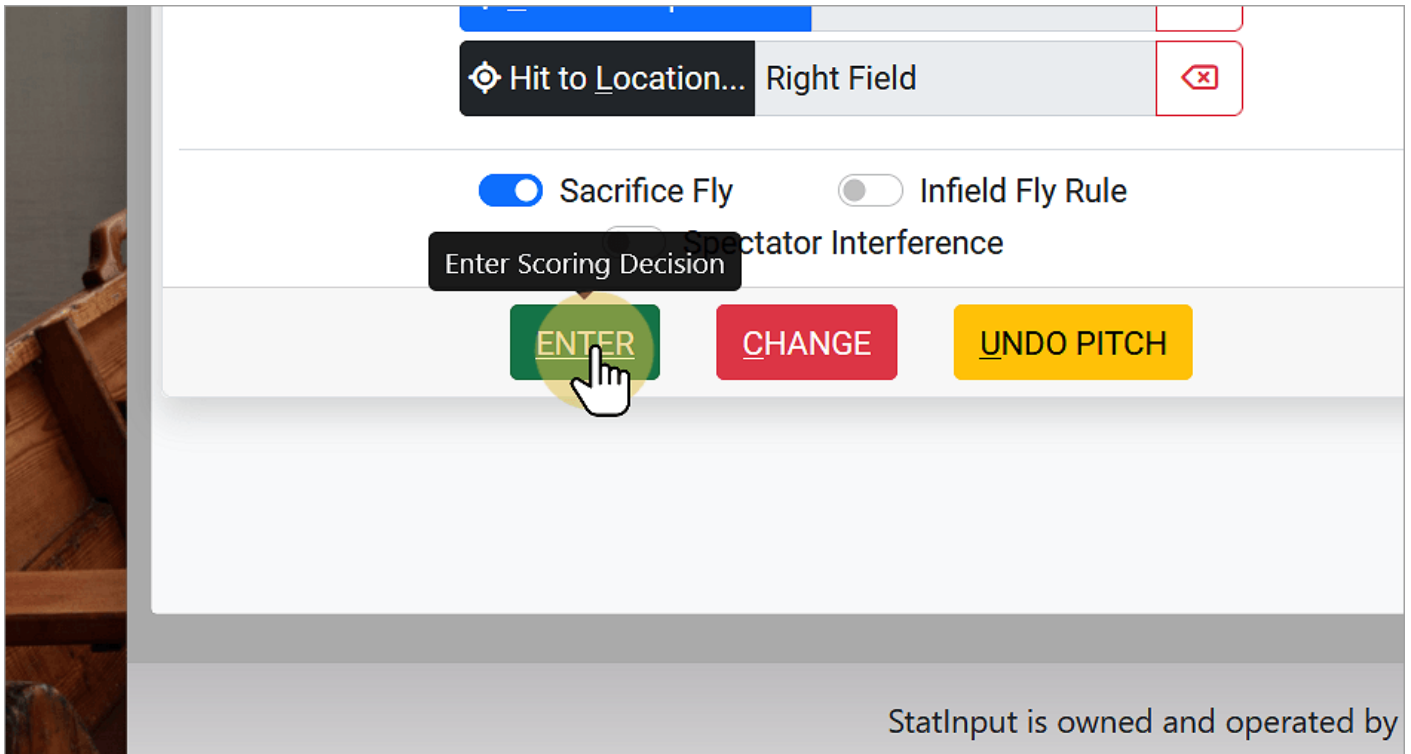 Hit to Location... Right Field
Sacrifice Fly Infield Fly Rule
Spectator Interference
Enter Scoring Decision
ENTER CHANGE UNDO PITCH
StatInput is owned and operated by